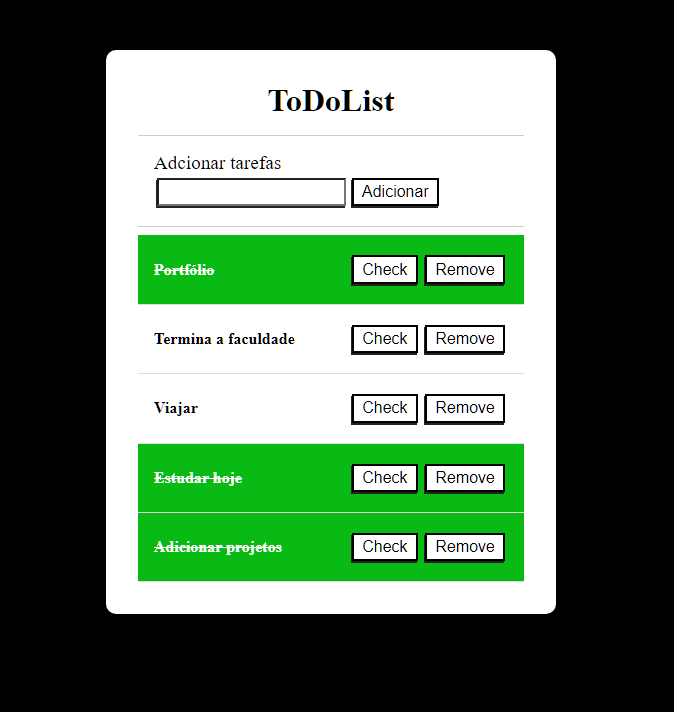 ToDoList
Adcionar tarefas
Adicionar
Portfólio Check Remove
Termina a faculdade Check Remove
Viajar Check Remove
Estudar hoje Check Remove
Adicionar projetos Check Remove